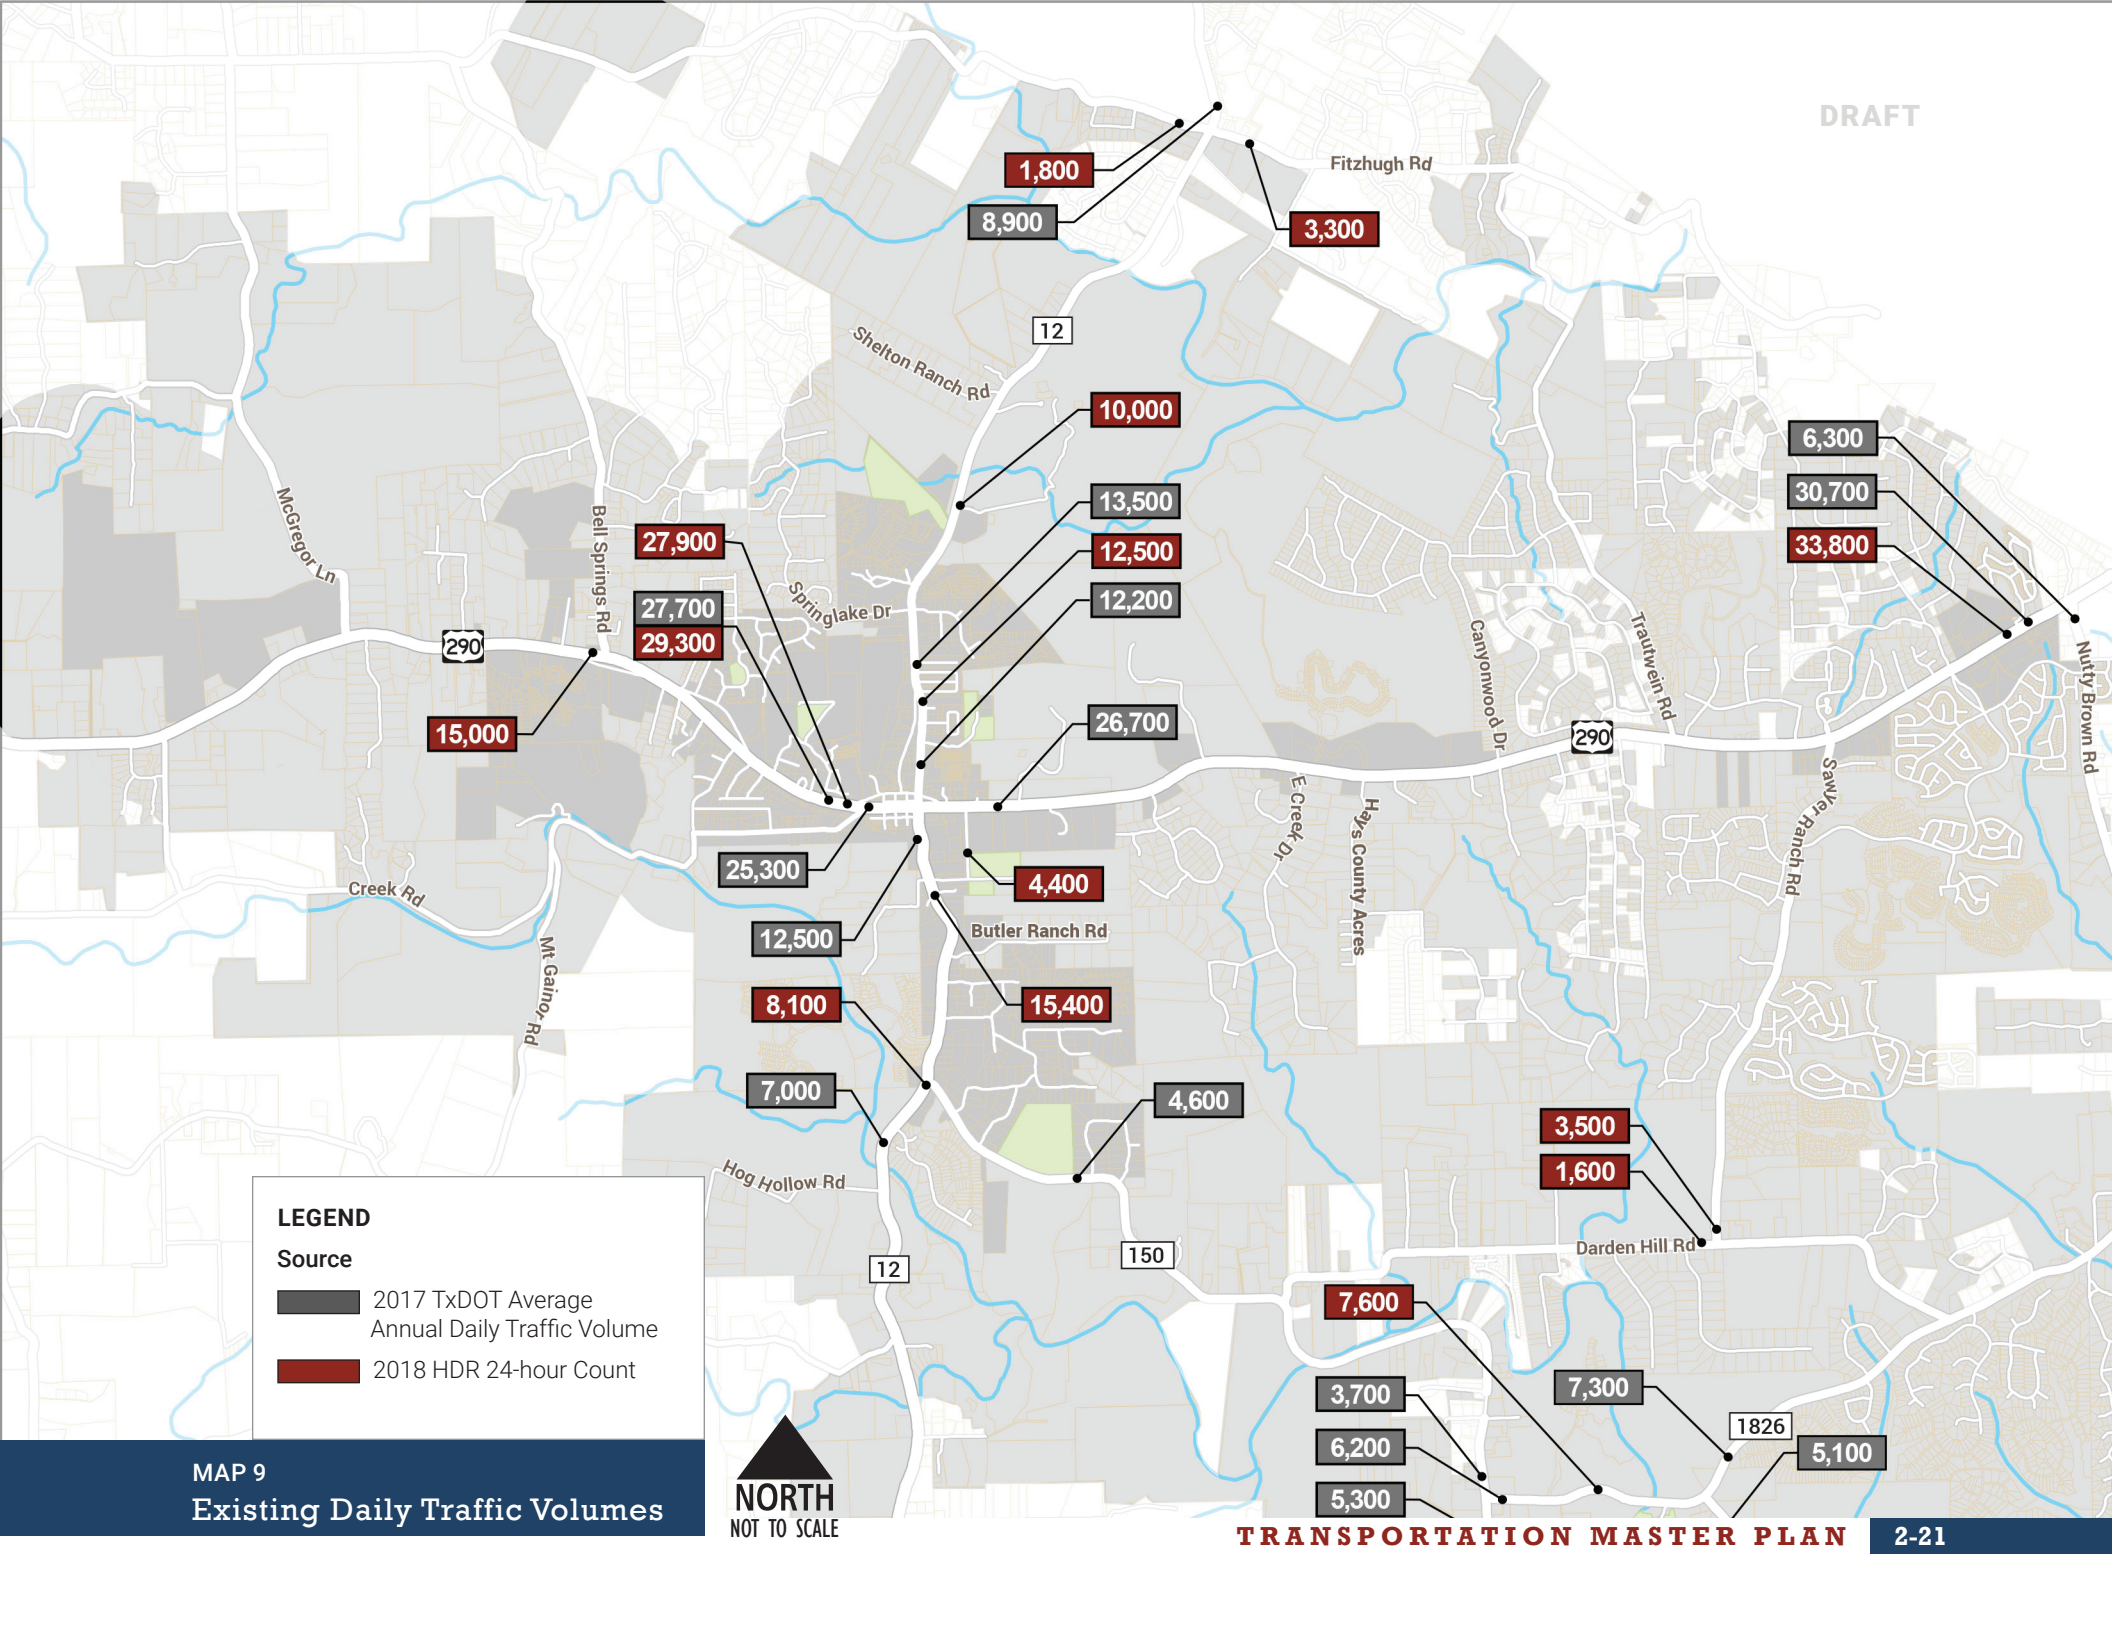 DRAFT
Fitzhugh Rd
1,800
8,900
3,300
12
Shelton Ranch Rd
10,000
6,300
13,500
30,700
12,500
33,800
12,200
McGregor Ln
Bell Springs Rd
27,900
27,700
29,300
Springlake Dr
290
15,000
26,700
Canyonwood Dr
Trautwein Rd
290
Nutty Brown Rd
E Creek Dr
Hays County Acres
Sawyer Ranch Rd
25,300
4,400
Creek Rd
12,500
Butler Ranch Rd
Mt Gainor Rd
8,100
15,400
7,000
4,600
3,500
1,600
Hog Hollow Rd
12
150
Darden Hill Rd
7,600
3,700
7,300
6,200
1826
5,100
5,300
LEGEND
Source
2017 TxDOT Average
Annual Daily Traffic Volume
2018 HDR 24-hour Count
MAP 9
Existing Daily Traffic Volumes
NORTH
NOT TO SCALE
TRANSPORTATION MASTER PLAN
2-21